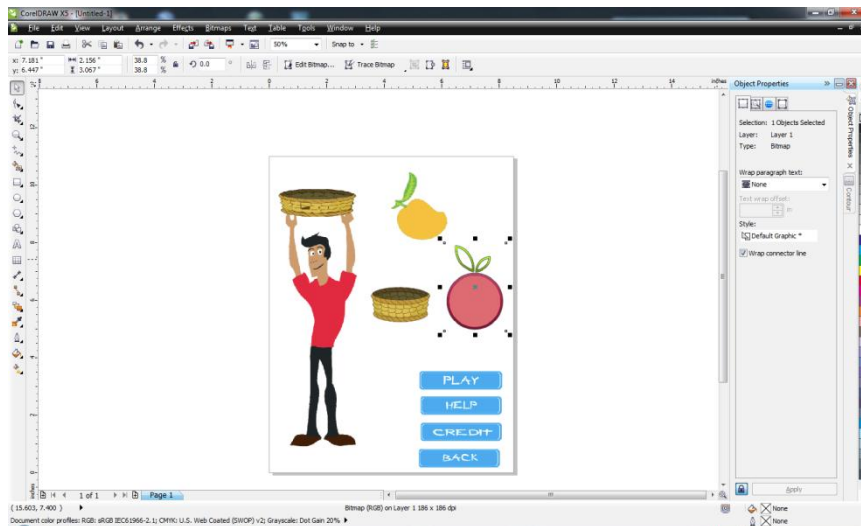 CorelDRAW X5 - [Untitled-1]
File Edit View Layout Arrange Effects Bitmaps Text Table Tools Window Help
50% Snap to
x: 7.181 " 2.156 " 38.8 % 0.0 ° Edit Bitmap... Trace Bitmap
y: 6.447 " 3.067 " 38.8 %
inches
Object Properties
Selection: 1 Objects Selected
Layer: Layer 1
Type: Bitmap
Wrap paragraph text:
None
Text wrap offset:
in
Style:
Default Graphic *
Wrap connector line
Apply
Object Properties
Contour
PLAY
HELP
CREDIT
BACK
inches
1 of 1 Page 1
( 15.603, 7.400 ) Bitmap (RGB) on Layer 1 186 x 186 dpi None
Document color profiles: RGB: sRGB IEC61966-2.1; CMYK: U.S. Web Coated (SWOP) v2; Grayscale: Dot Gain 20% None